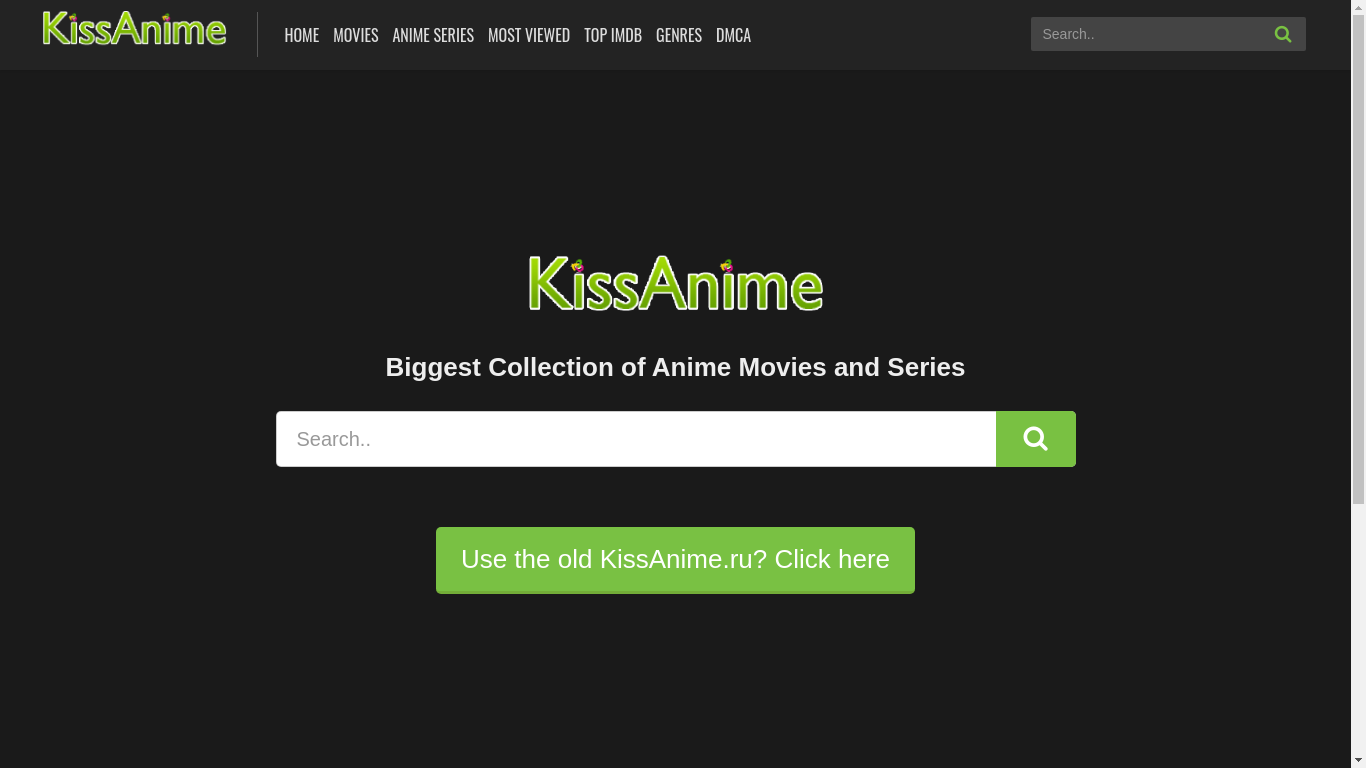 KissAnime
HOME MOVIES ANIME SERIES MOST VIEWED TOP IMDB GENRES DMCA
Search..
KissAnime
Biggest Collection of Anime Movies and Series
Search..
Use the old KissAnime.ru? Click here